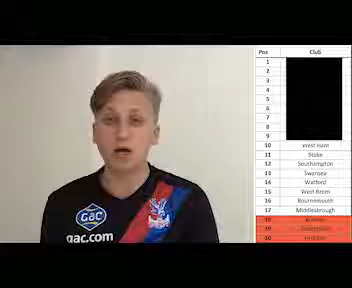 Pos Club
1
2
3
4
5
6
7
8
9
10 West Ham
11 Stoke
12 Southampton
13 Swansea
14 Watford
15 West Brom
16 Bournemouth
17 Middlesbrough
18
19
20
GAC
gac.com